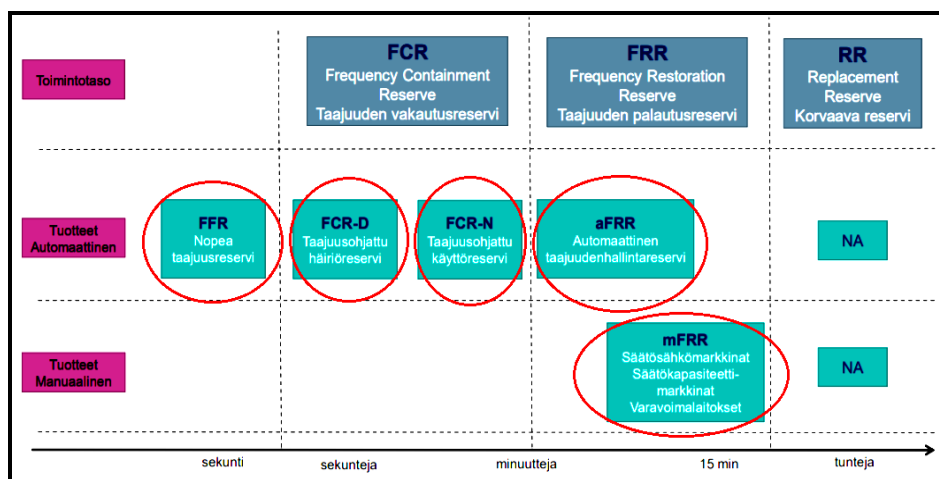 Toimintotaso
FCR
Frequency Containment
Reserve
Taajuuden vakautusreservi
FRR
Frequency Restoration
Reserve
Taajuuden palautusreservi
RR
Replacement
Reserve
Korvaava reservi
Tuotteet
Automaattinen
FFR
Nopea
taajuusreservi
FCR-D
Taajuusohjattu
häiriöreservi
FCR-N
Taajuusohjattu
käyttöreservi
aFRR
Automaattinen
taajuudenhallintareservi
NA
Tuotteet
Manuaalinen
mFRR
Säätösähkömarkkinat
Säätökapasiteetti-
markkinat
Varavoimalaitokset
NA
sekunti
sekunteja
minuutteja
15 min
tunteja